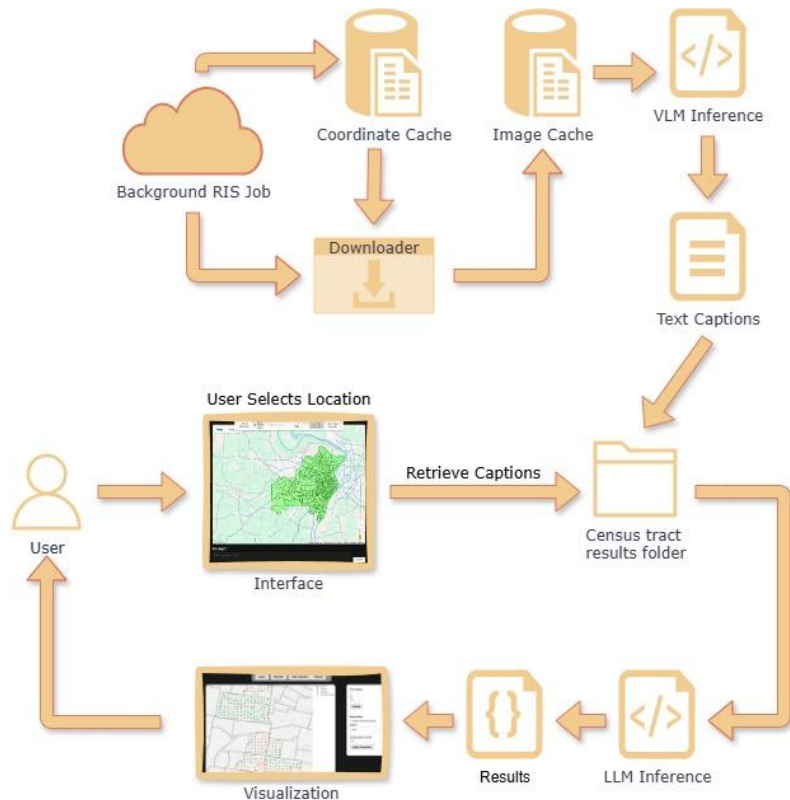 Coordinate Cache
Image Cache
VLM Inference
Background RIS Job
Downloader
Text Captions
User Selects Location
Retrieve Captions
User
Interface
Census tract
results folder
Visualization
Results
LLM Inference